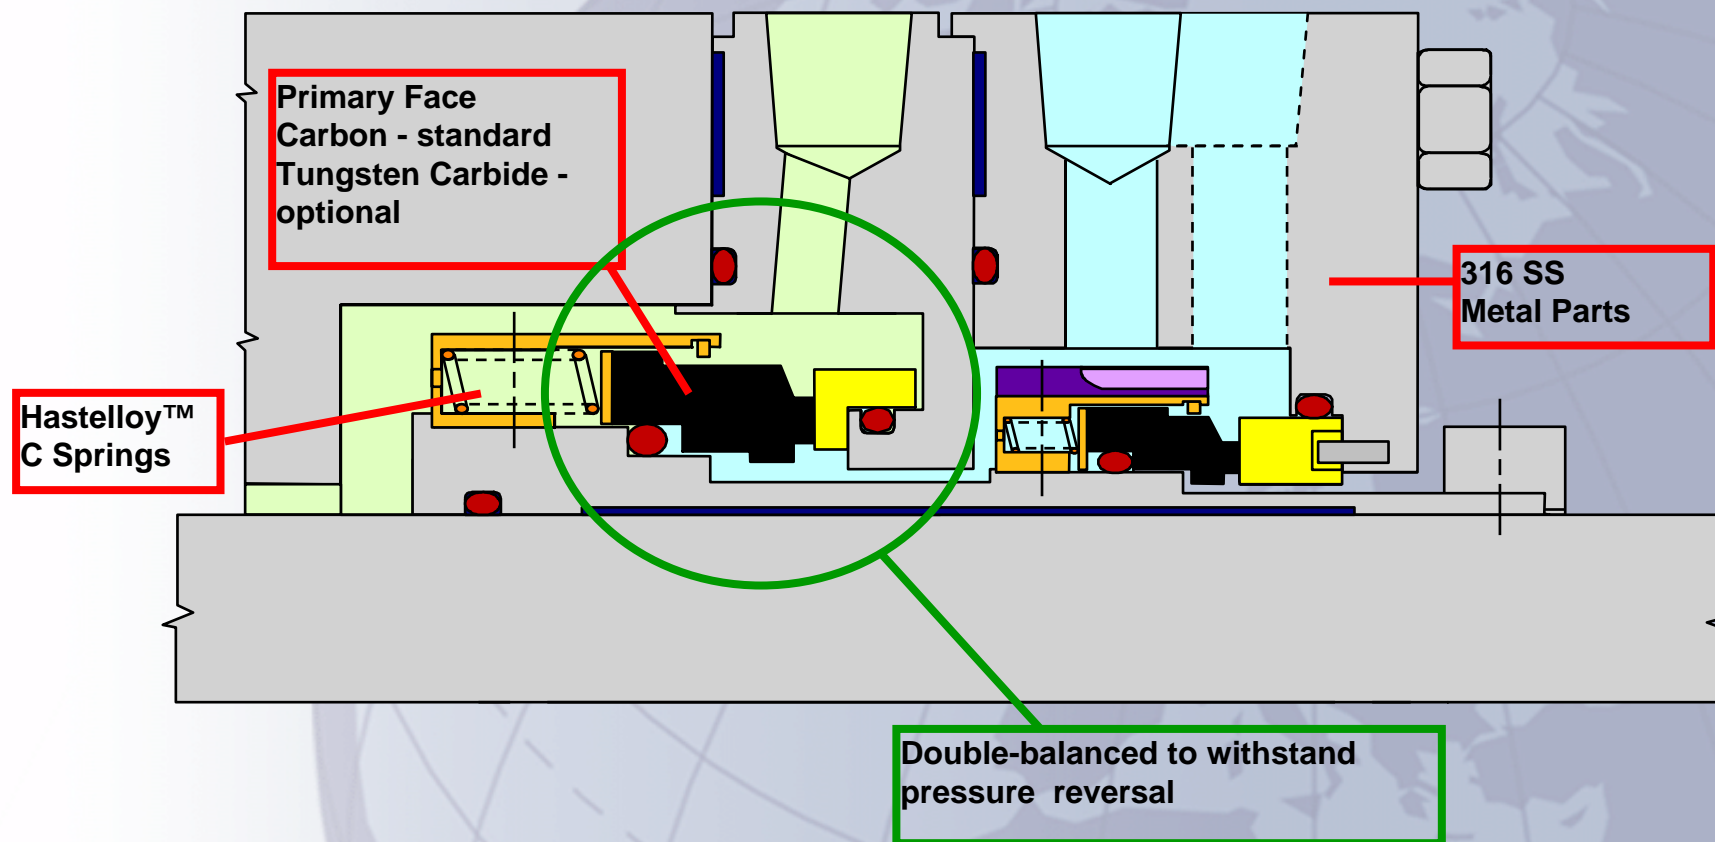 Primary Face
Carbon - standard
Tungsten Carbide -
optional
316 SS
Metal Parts
Hastelloy™
C Springs
Double-balanced to withstand
pressure reversal